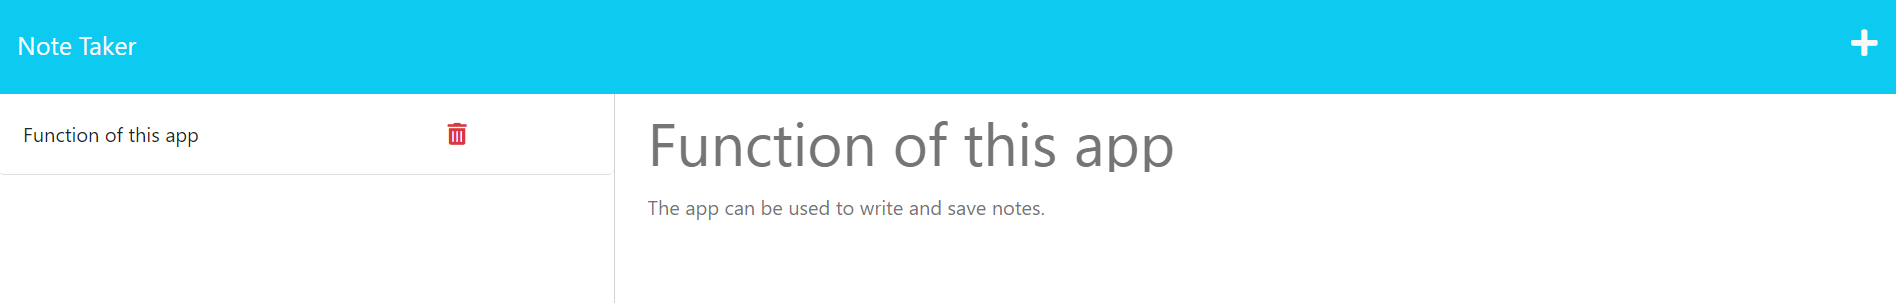 Note Taker
Function of this app
Function of this app
The app can be used to write and save notes.